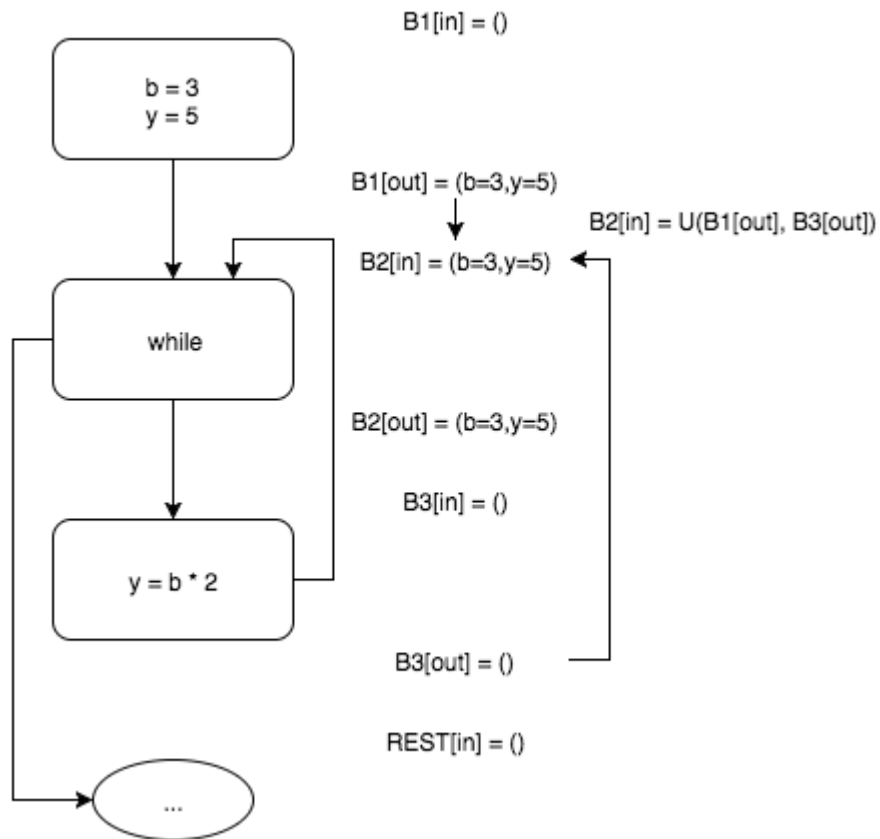 B1[in] = ()
b = 3
y = 5
B1[out] = (b=3,y=5)
B2[in] = U(B1[out], B3[out])
B2[in] = (b=3,y=5)
while
B2[out] = (b=3,y=5)
B3[in] = ()
y = b * 2
B3[out] = ()
REST[in] = ()
...